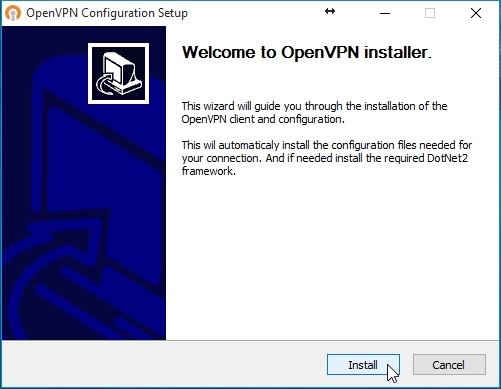 OpenVPN Configuration Setup
Welcome to OpenVPN installer.
This wizard will guide you through the installation of the
OpenVPN client and configuration.
This wil automaticaly install the configuration files needed for
your connection. And if needed install the required DotNet2
framework.
Install
Cancel